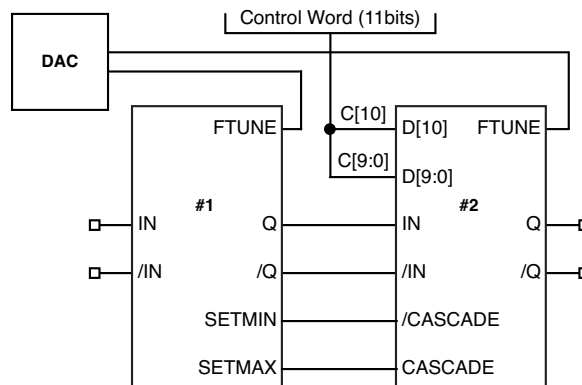 Control Word (11bits)
DAC
C[10]
FTUNE
D[10]
FTUNE
C[9:0]
D[9:0]
#1
#2
IN
Q
IN
Q
/IN
/Q
/IN
/Q
SETMIN
/CASCADE
SETMAX
CASCADE